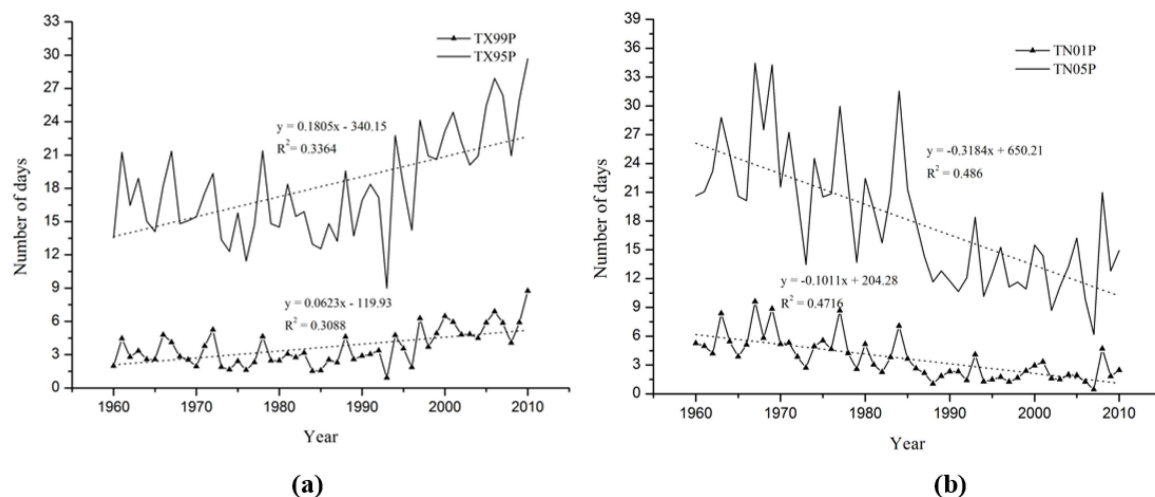 33
30
27
24
21
18
15
12
9
6
3
0
Number of days
TX99P
TX95P
y = 0.1805x - 340.15
R² = 0.3364
y = 0.0623x - 119.93
R² = 0.3088
1960 1970 1980 1990 2000 2010
Year
(a)
39
36
33
30
27
24
21
18
15
12
9
6
3
0
Number of days
TN01P
TN05P
y = -0.3184x + 650.21
R² = 0.486
y = -0.1011x + 204.28
R² = 0.4716
1960 1970 1980 1990 2000 2010
Year
(b)